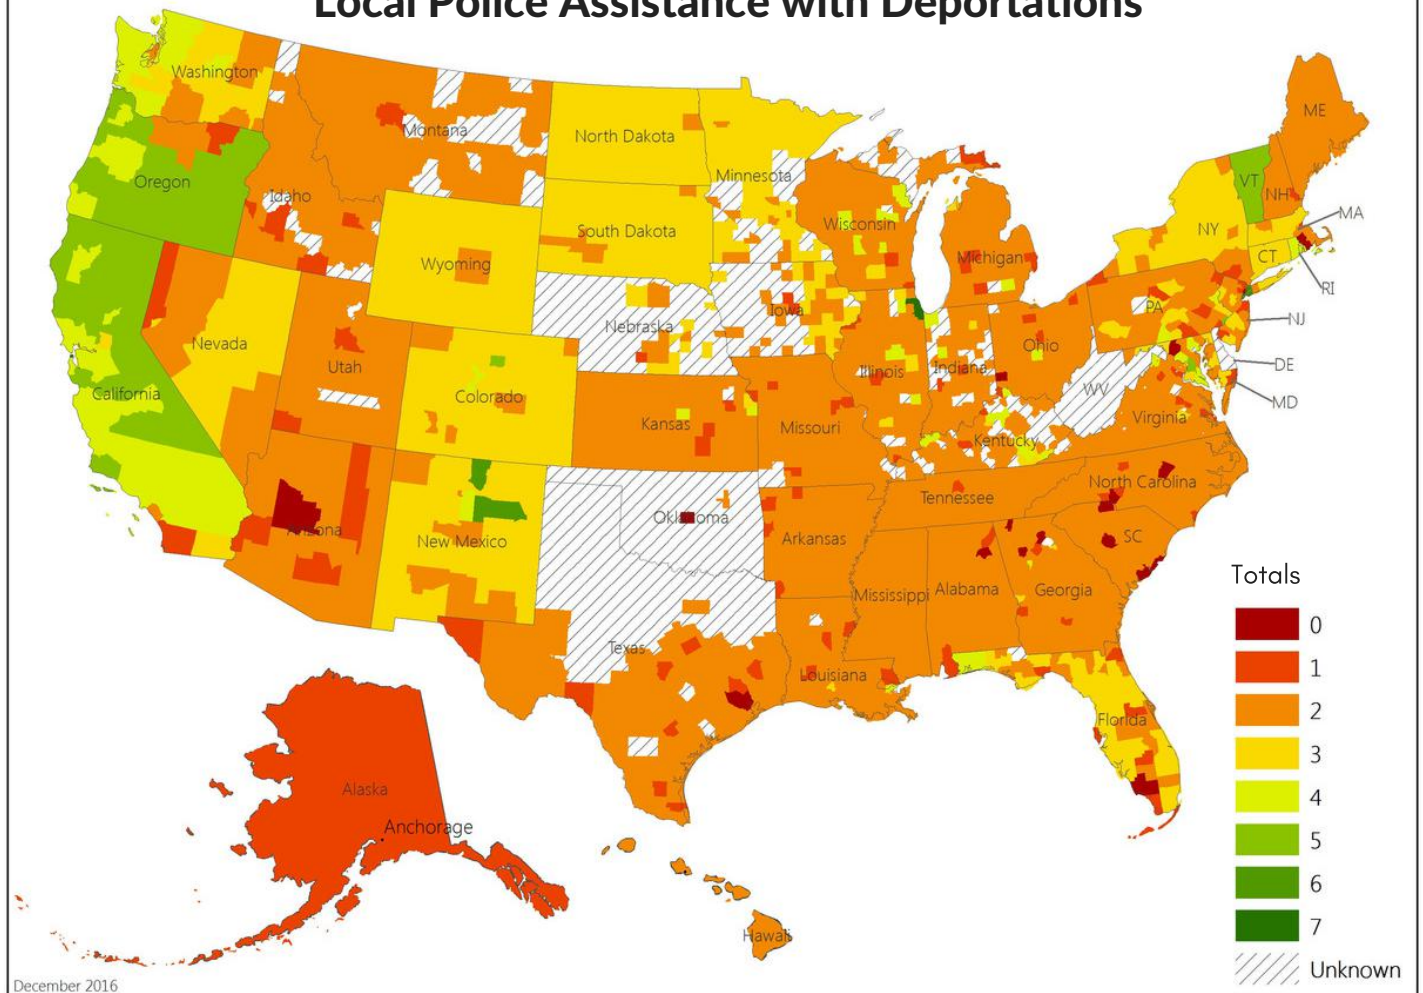 Local Police Assistance with Deportations
Washington
Montana
North Dakota
Minnesota
ME
Oregon
Idaho
Wisconsin
VT
NH
MA
South Dakota
NY
Wyoming
Michigan
CT
RI
Nebraska
Iowa
PA
NJ
Nevada
Utah
Colorado
Illinois
Indiana
Ohio
DE
California
Kansas
Missouri
WV
MD
Kentucky
Virginia
Arizona
New Mexico
Oklahoma
Arkansas
Tennessee
North Carolina
SC
Mississippi
Alabama
Georgia
Texas
Louisiana
Florida
Totals
0
1
2
3
4
5
6
7
Unknown
Alaska
Anchorage
Hawaii
December 2016